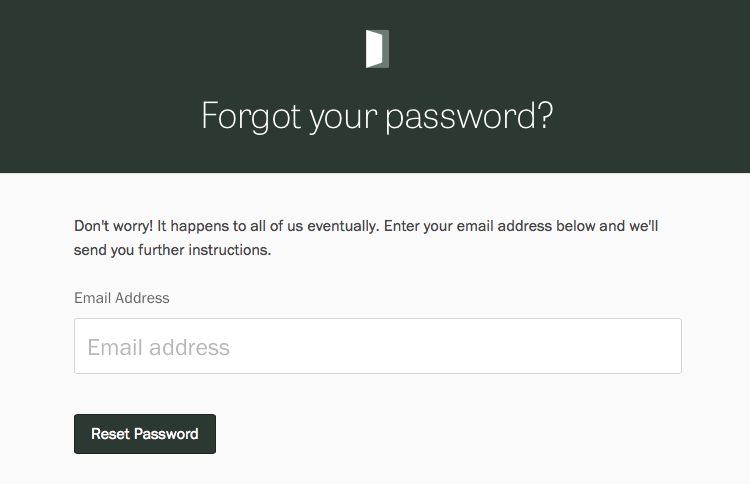 Forgot your password?
Don't worry! It happens to all of us eventually. Enter your email address below and we'll
send you further instructions.
Email Address
Email address
Reset Password